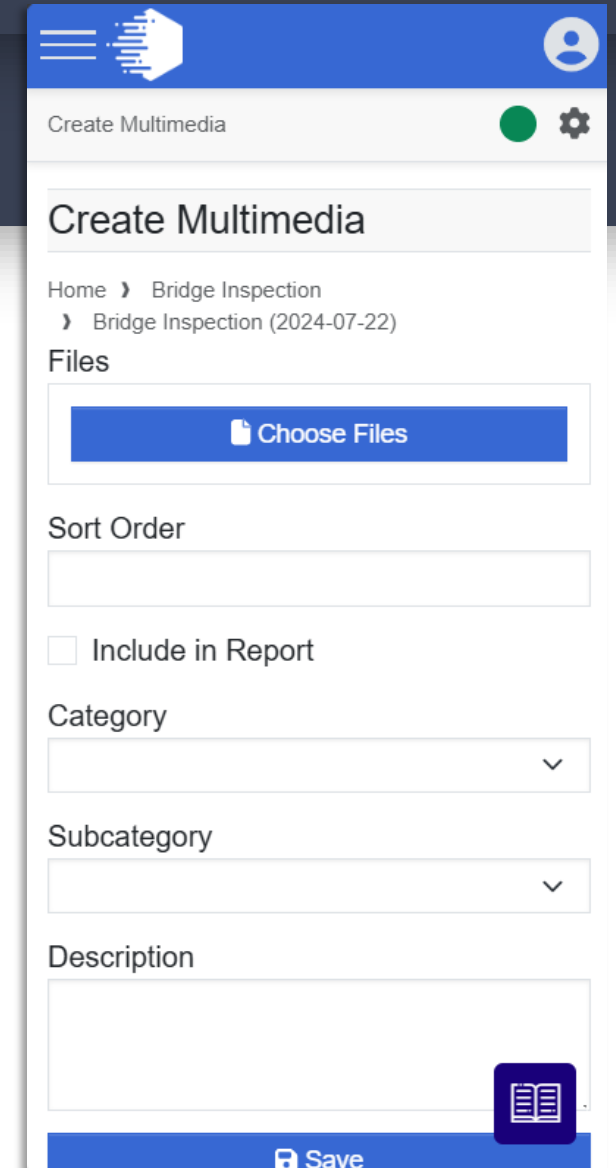 Create Multimedia
Create Multimedia
Home ❱ Bridge Inspection
❱ Bridge Inspection (2024-07-22)
Files
Choose Files
Sort Order
Include in Report
Category
Subcategory
Description
Save